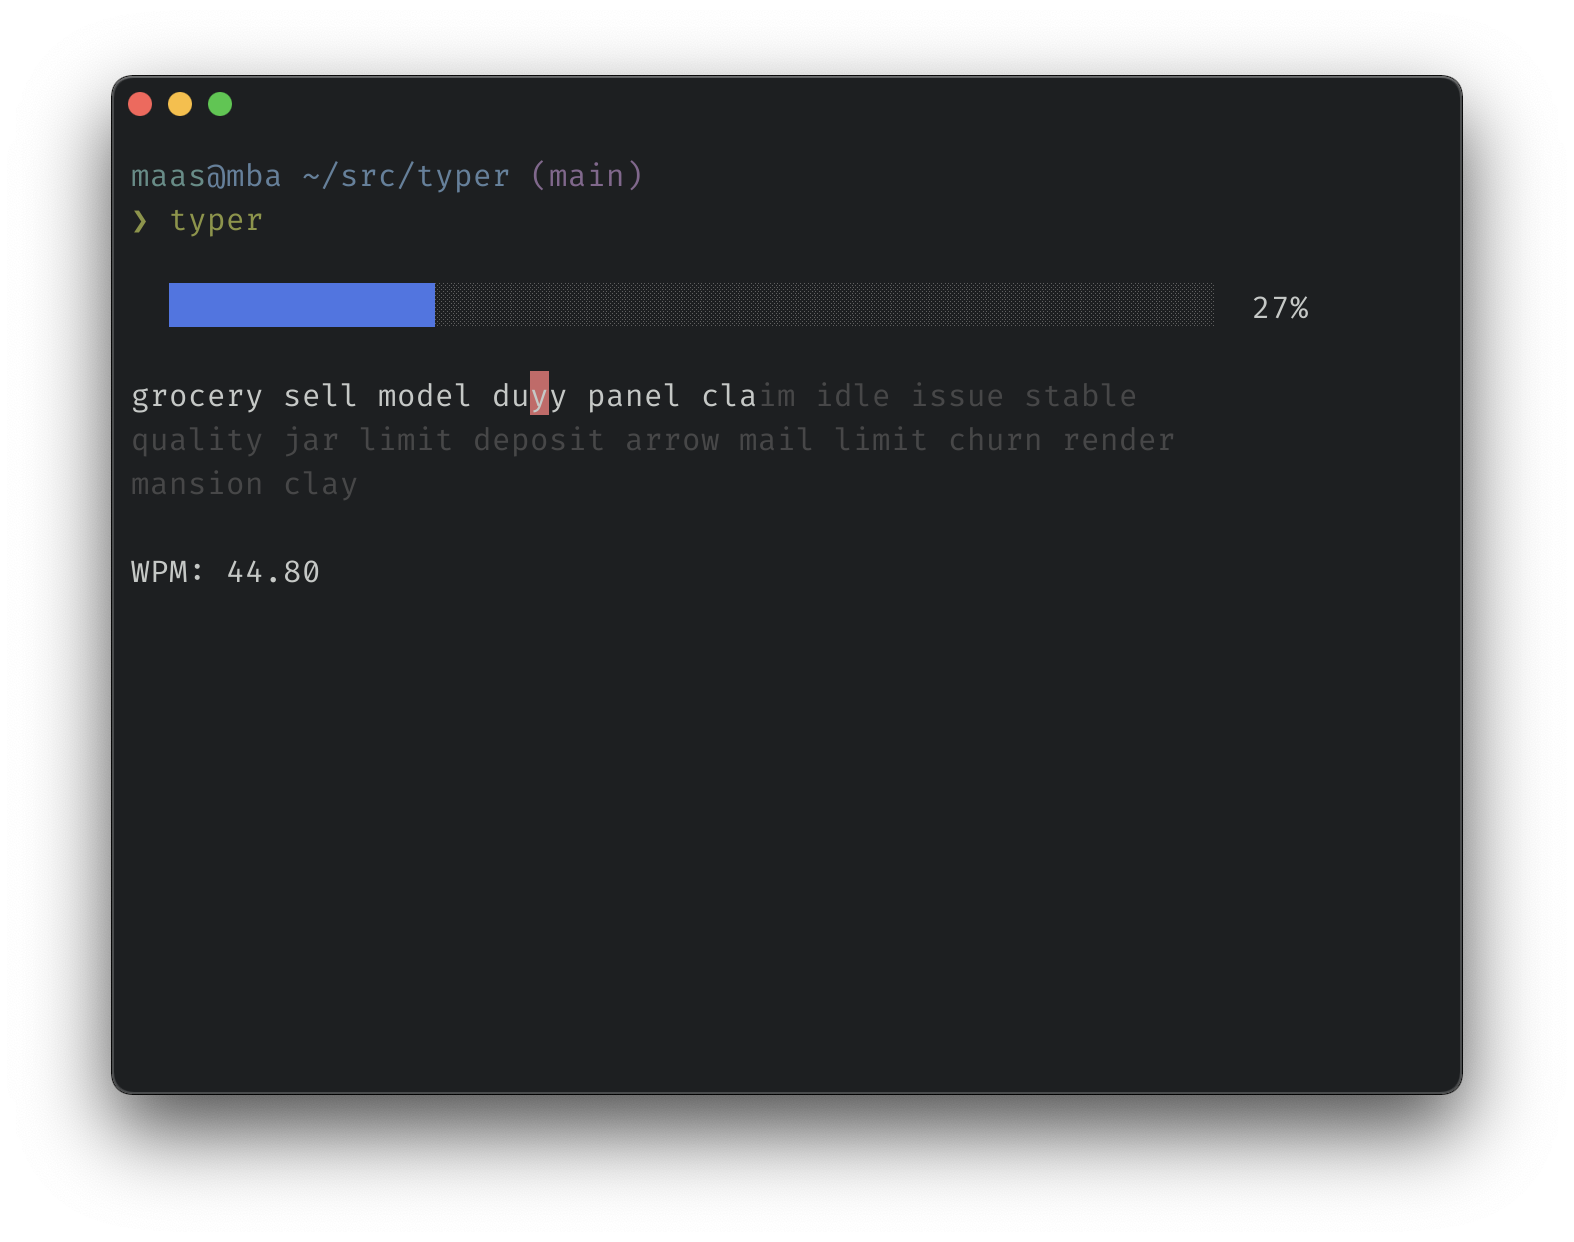 maas@mba ~/src/typer (main)
❯ typer
27%
grocery sell model duyy panel claim idle issue stable
quality jar limit deposit arrow mail limit churn render
mansion clay
WPM: 44.80